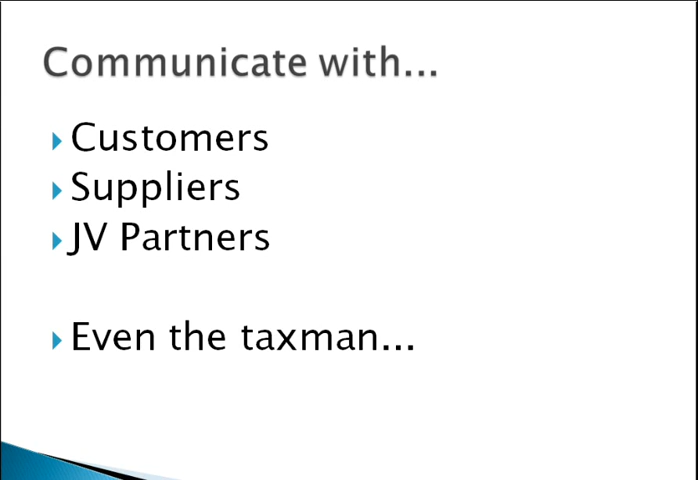 Communicate with...
Customers
Suppliers
JV Partners
Even the taxman...